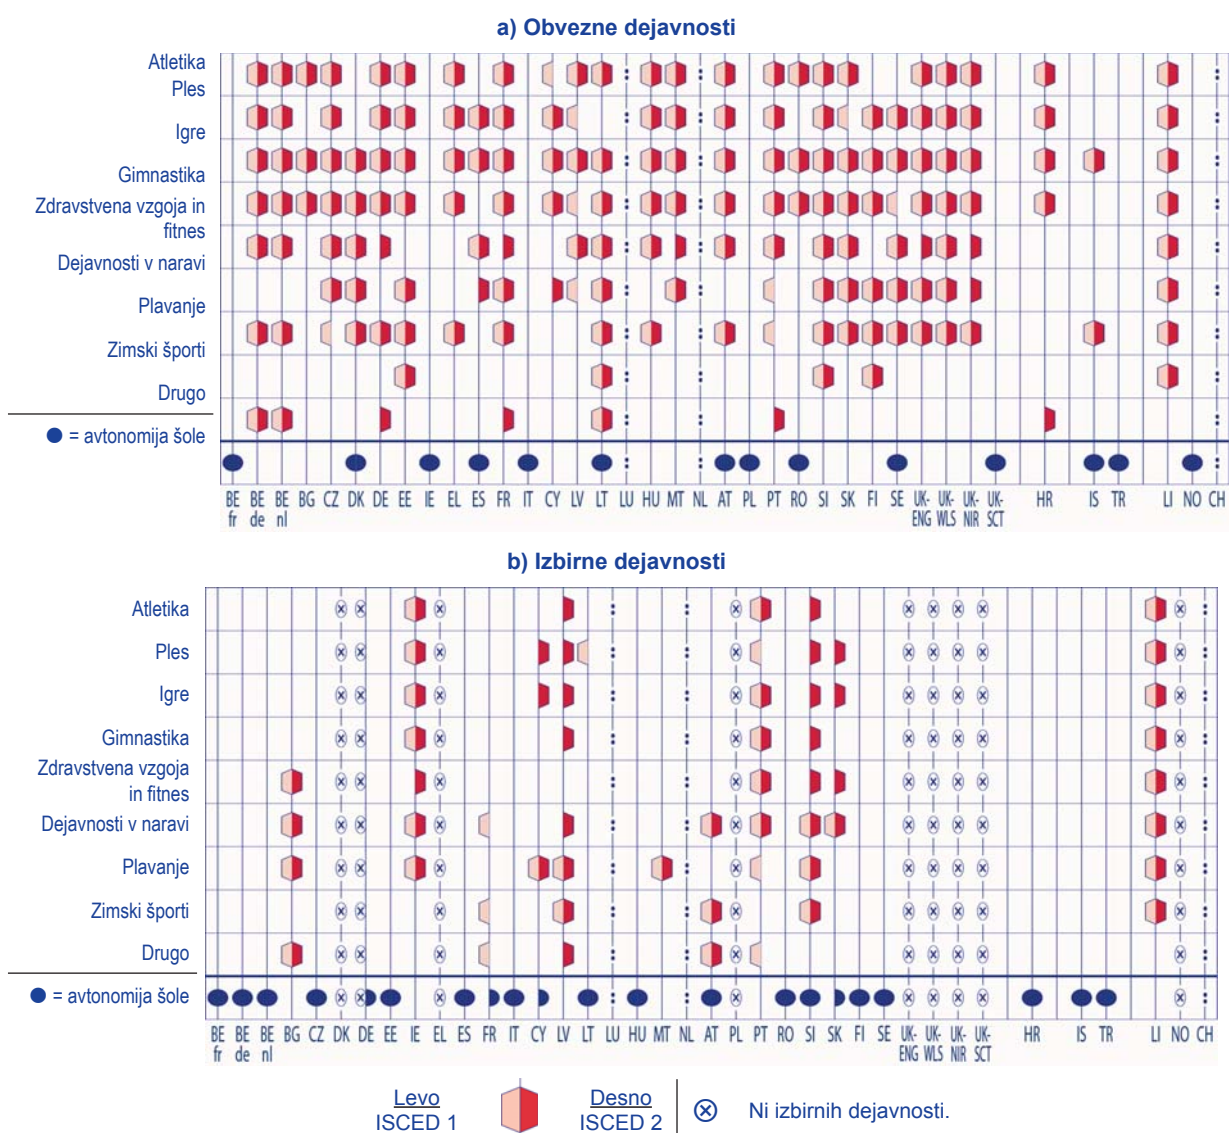 a) Obvezne dejavnosti
Atletika
Ples
Igre
Gimnastika
Zdravstvena vzgoja in
fitnes
Dejavnosti v naravi
Plavanje
Zimski športi
Drugo
= avtonomija šole
BE fr BE de BE nl BG CZ DK DE EE IE EL ES FR IT CY LV LT LU HU MT NL AT PL PT RO SI SK FI SE UK-ENG UK-WLS UK-NIR UK-SCT HR IS TR LI NO CH
b) Izbirne dejavnosti
Atletika
Ples
Igre
Gimnastika
Zdravstvena vzgoja
in fitnes
Dejavnosti v naravi
Plavanje
Zimski športi
Drugo
= avtonomija šole
BE fr BE de BE nl BG CZ DK DE EE IE EL ES FR IT CY LV LT LU HU MT NL AT PL PT RO SI SK FI SE UK-ENG UK-WLS UK-NIR UK-SCT HR IS TR LI NO CH
Levo
ISCED 1
Desno
ISCED 2
Ni izbirnih dejavnosti.